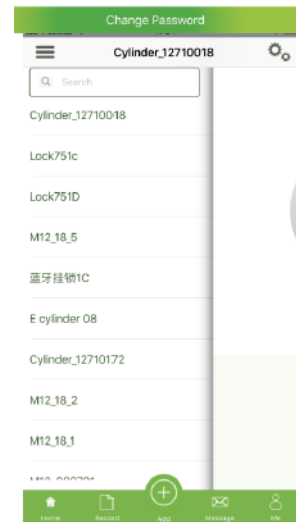 Change Password
Cylinder_12710018
Search
Cylinder_12710018
Lock751c
Lock751D
M12_18_5
蓝牙挂锁1C
E cylinder 08
Cylinder_12710172
M12_18_2
M12_18_1
Home
Record
Add
Message
Me